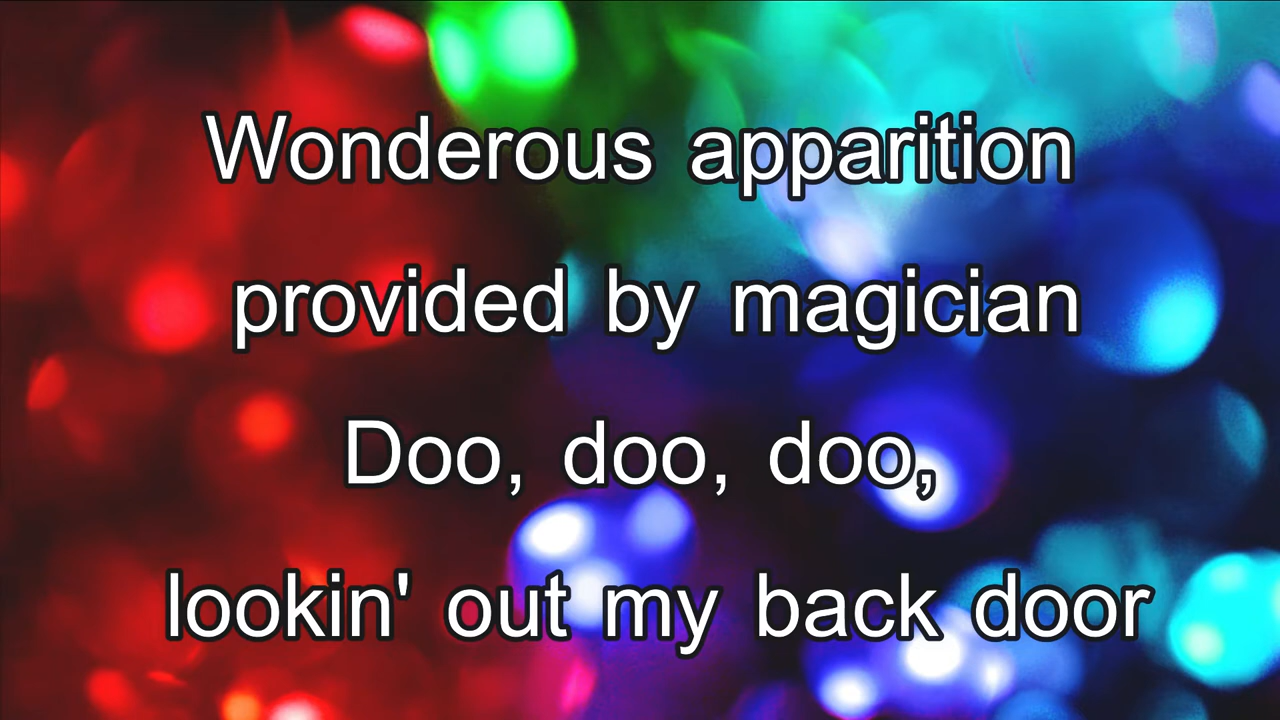 Wonderous apparition
provided by magician
Doo, doo, doo,
lookin' out my back door